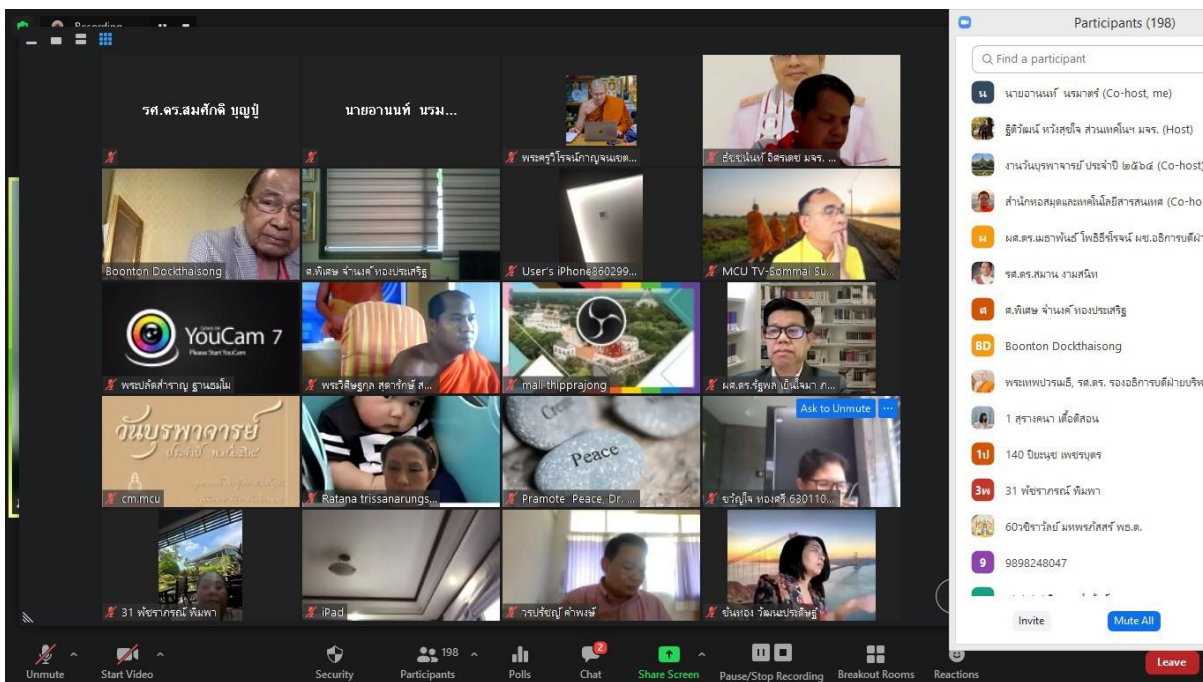 Recording
รศ.ดร.สมศักดิ์ บุญปู่
นายอานนท์ นรม...
พระครูวิโรจน์กาญจนเขต...
ธัชชนันท์ อิศรเดช มจร. ...
Boonton Dockthaisong
ศ.พิเศษ จำนงค์ ทองประเสริฐ
User's iPhone860299...
MCU TV-Sommai Su...
YouCam 7
Please Start YouCam
พระปลัดสำราญ ฐานธมฺโม
พระวิศิษฐกุล สุดารักษ์ ส...
mali thipprajong
ผศ.ดร.รัฐพล เย็นใจมา ภ...
วันบูรพาจารย์
cm.mcu
Ratana trissanarungs...
Peace
Pramote Peace, Dr. ...
Ask to Unmute
ขวัญใจ ทองศรี 630110...
31 พัชราภรณ์ พิมพา
iPad
วรปรัชญ์ คำพงษ์
ขันทอง วัฒนะประดิษฐ์
Participants (198)
Find a participant
น
นายอานนท์ นรมาตร์ (Co-host, me)
ฐิติวัฒน์ หวังสุขใจ ส่วนเทคโนฯ มจร. (Host)
งานวันบูรพาจารย์ ประจำปี ๒๕๖๔ (Co-host)
สำนักหอสมุดและเทคโนโลยีสารสนเทศ (Co-ho
ผ
ผศ.ดร.เมธาพันธ์ โพธิธีรโรจน์ ผช.อธิการบดีฝ่า
รศ.ดร.สมาน งามสนิท
ศ
ศ.พิเศษ จำนงค์ ทองประเสริฐ
BD
Boonton Dockthaisong
พระเทพปวรเมธี, รศ.ดร. รองอธิการบดีฝ่ายบริห
1 สุรางคนา เตื้อติสอน
1ป
140 ปิยะนุช เพชรบุตร
3พ
31 พัชราภรณ์ พิมพา
60วชิราวัลย์ มหพรภัสสร์ พธ.ด.
9
9898248047
Invite
Mute All
Unmute
Start Video
Security
198
Participants
Polls
2
Chat
Share Screen
Pause/Stop Recording
Breakout Rooms
Reactions
Leave